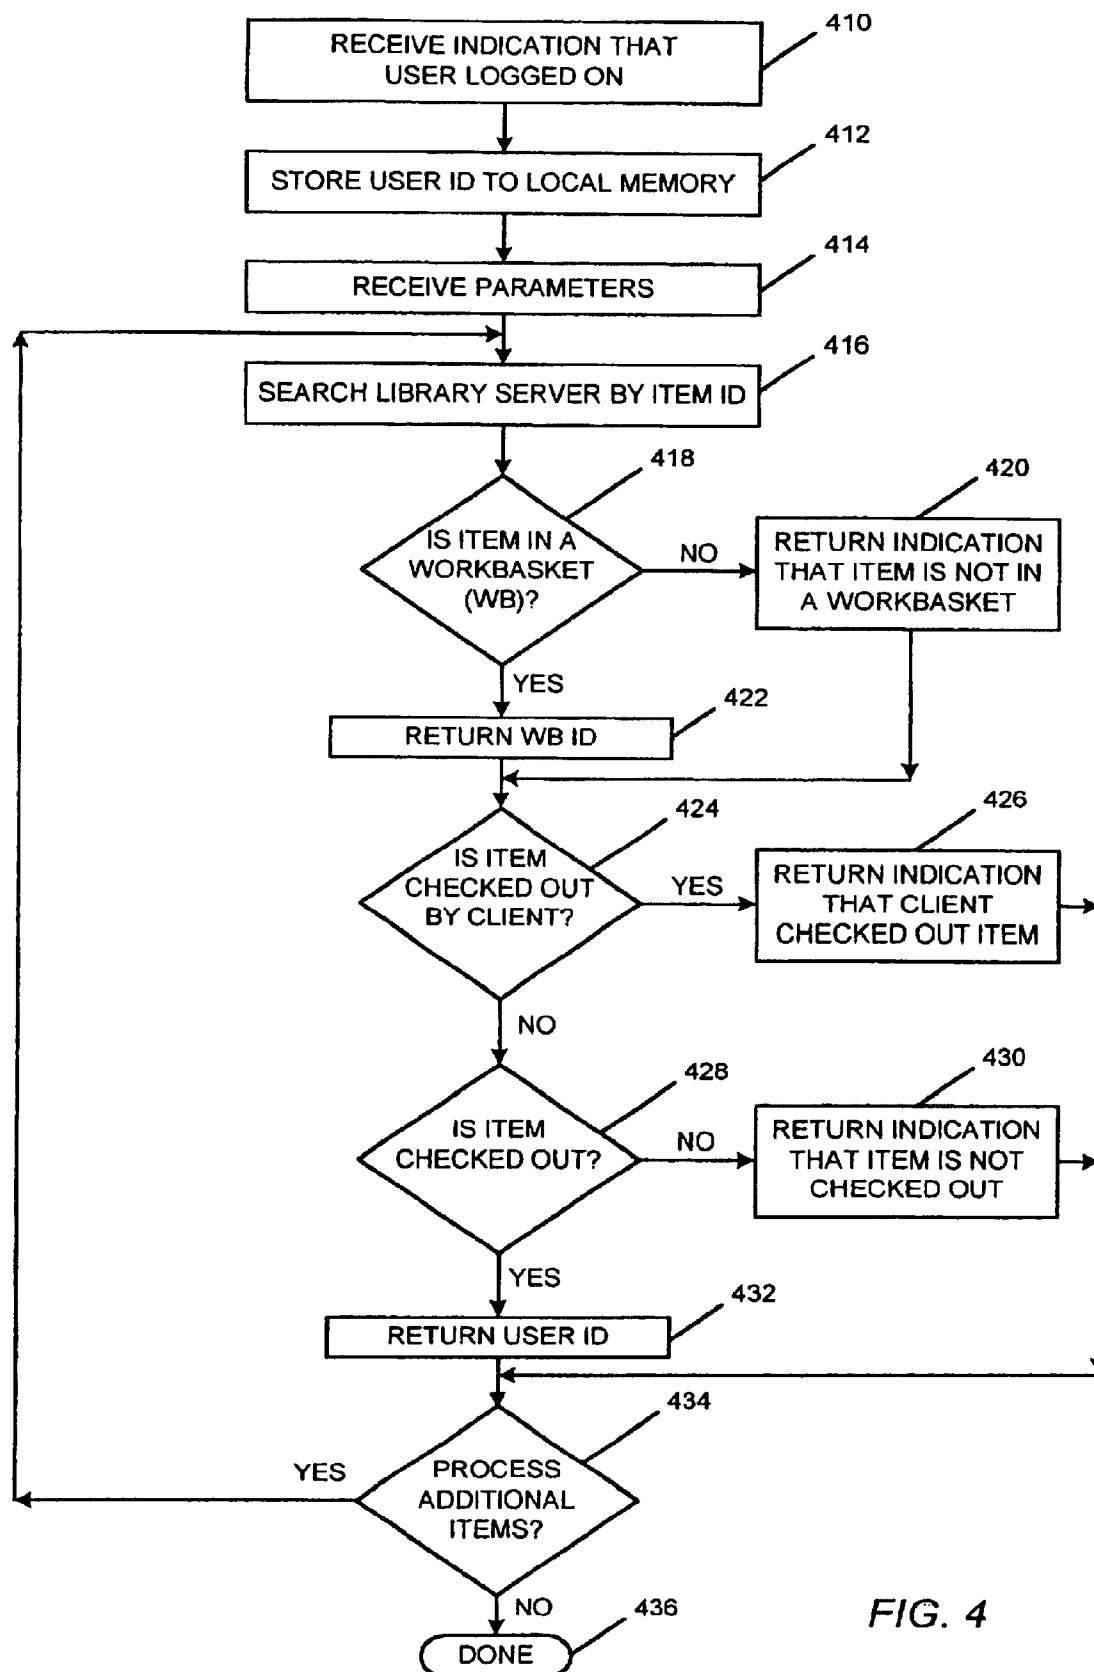 410
RECEIVE INDICATION THAT
USER LOGGED ON
412
STORE USER ID TO LOCAL MEMORY
414
RECEIVE PARAMETERS
416
SEARCH LIBRARY SERVER BY ITEM ID
418
IS ITEM IN A
WORKBASKET
(WB)?
NO
420
RETURN INDICATION
THAT ITEM IS NOT IN
A WORKBASKET
YES
422
RETURN WB ID
424
IS ITEM
CHECKED OUT
BY CLIENT?
YES
426
RETURN INDICATION
THAT CLIENT
CHECKED OUT ITEM
NO
428
IS ITEM
CHECKED OUT?
NO
430
RETURN INDICATION
THAT ITEM IS NOT
CHECKED OUT
YES
432
RETURN USER ID
434
PROCESS
ADDITIONAL
ITEMS?
YES
NO
436
DONE
FIG. 4